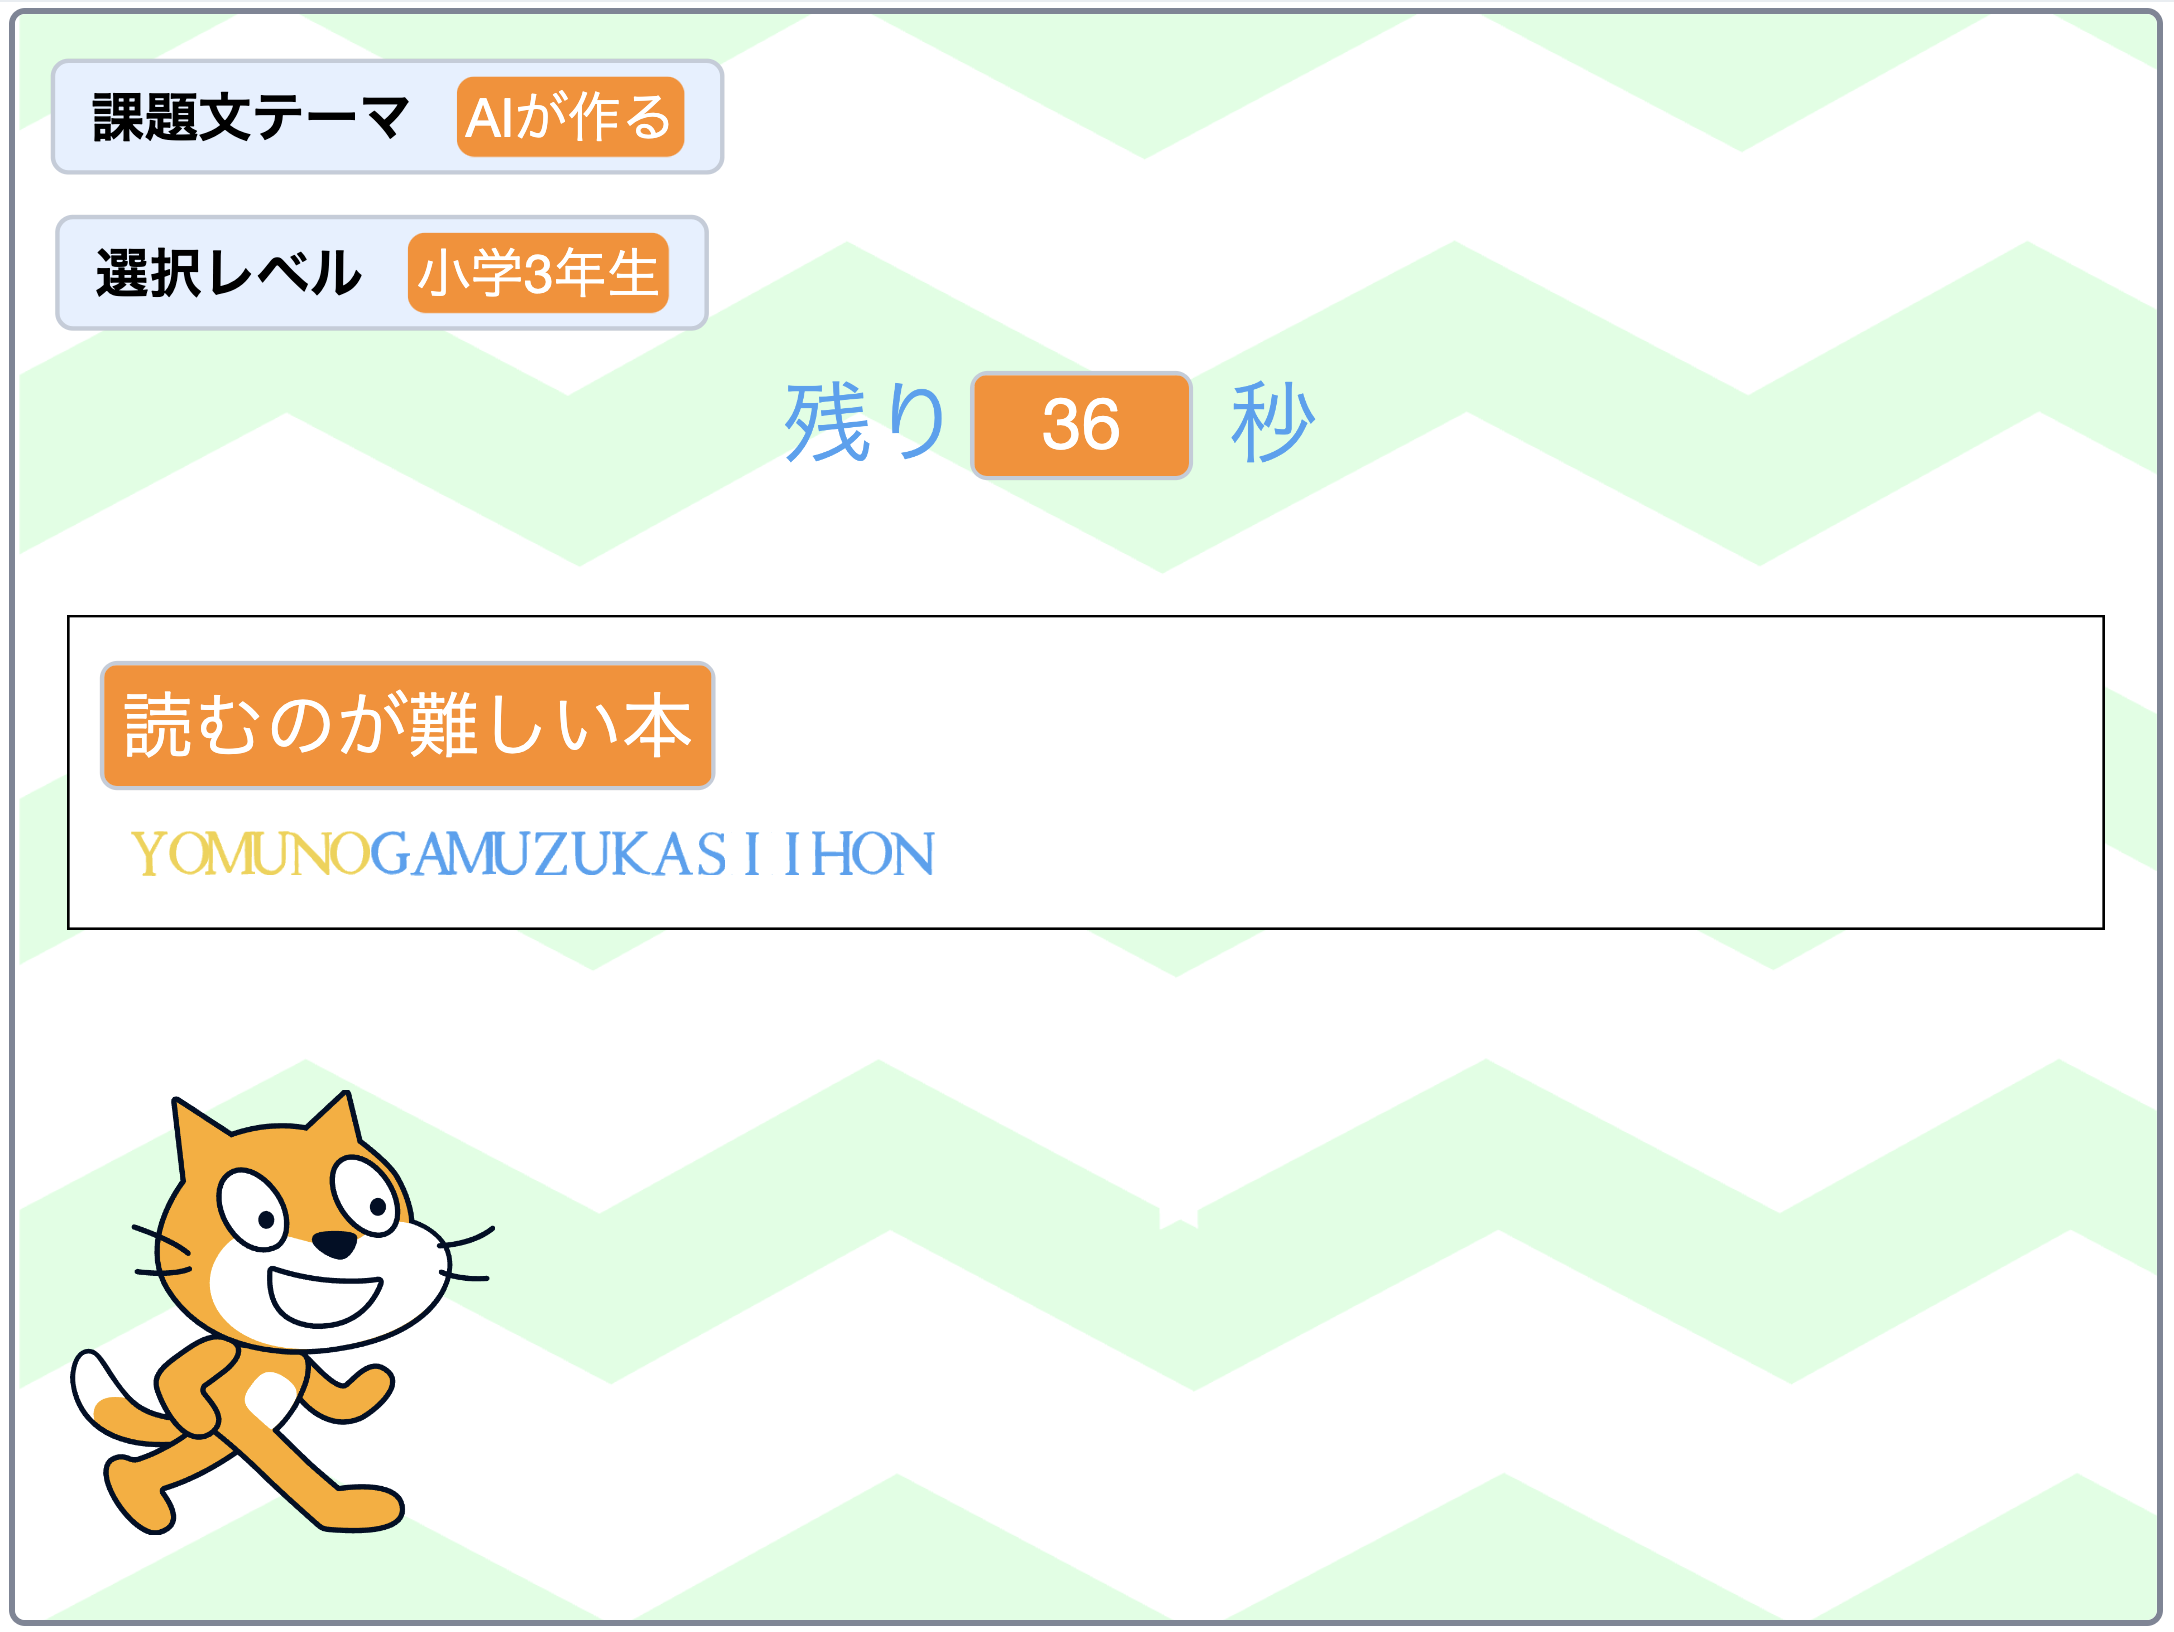 課題文テーマ AIが作る
選択レベル 小学3年生
残り 36 秒
読むのが難しい本
YOMUNOGAMUZUKASIIHON